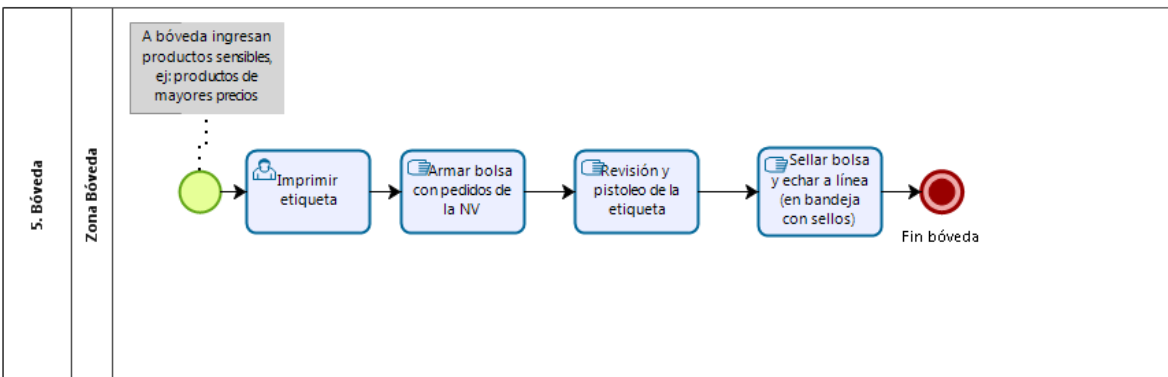 A bóveda ingresan
productos sensibles,
ej: productos de
mayores precios
5. Bóveda
Zona Bóveda
Imprimir
etiqueta
Armar bolsa
con pedidos de
la NV
Revisión y
pistoleo de la
etiqueta
Sellar bolsa
y echar a línea
(en bandeja
con sellos)
Fin bóveda